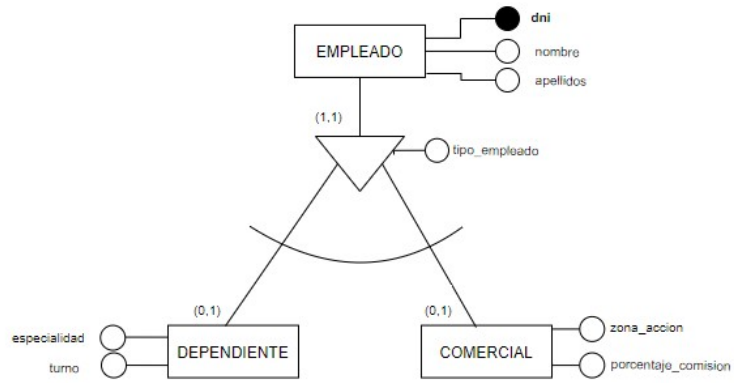 dni
EMPLEADO
nombre
apellidos
(1,1)
tipo_empleado
(0,1)
(0,1)
especialidad
DEPENDIENTE
turno
COMERCIAL
zona_accion
porcentaje_comision